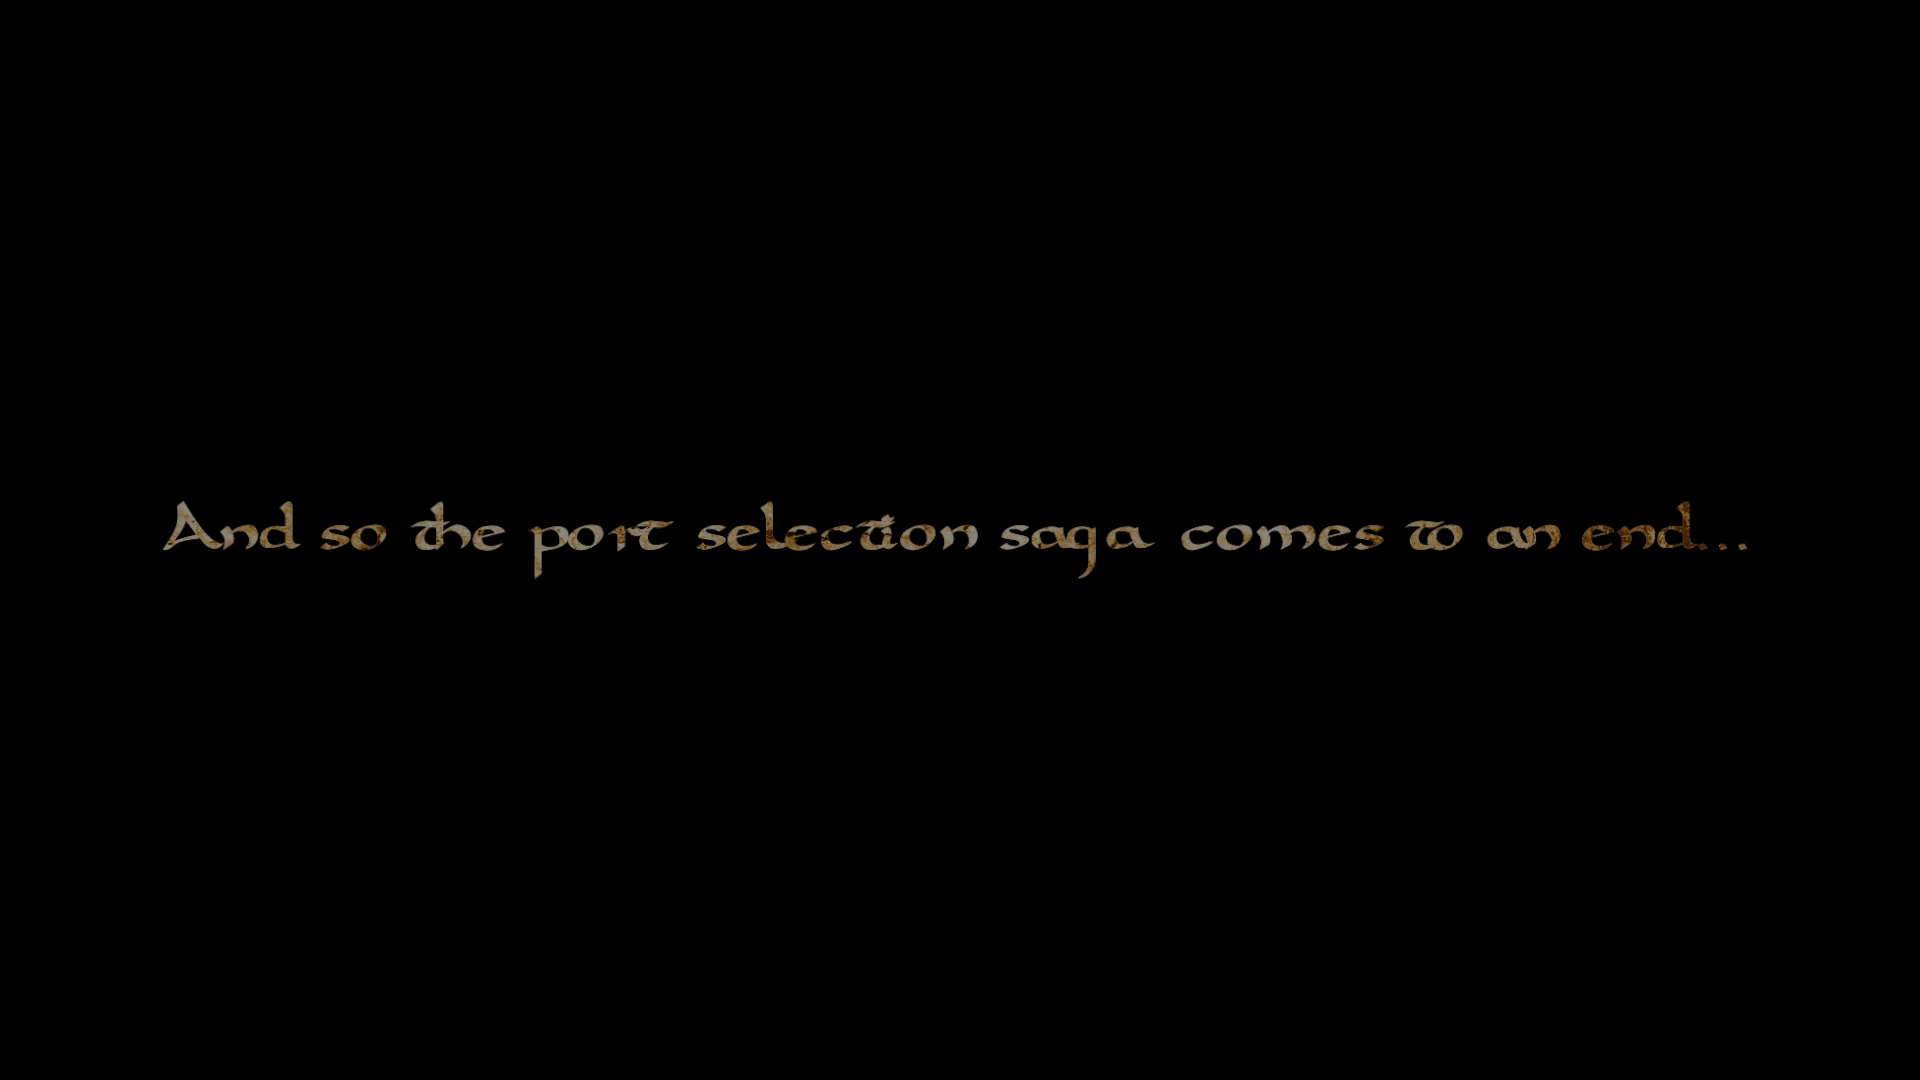 And so the port selection saga comes to an end...